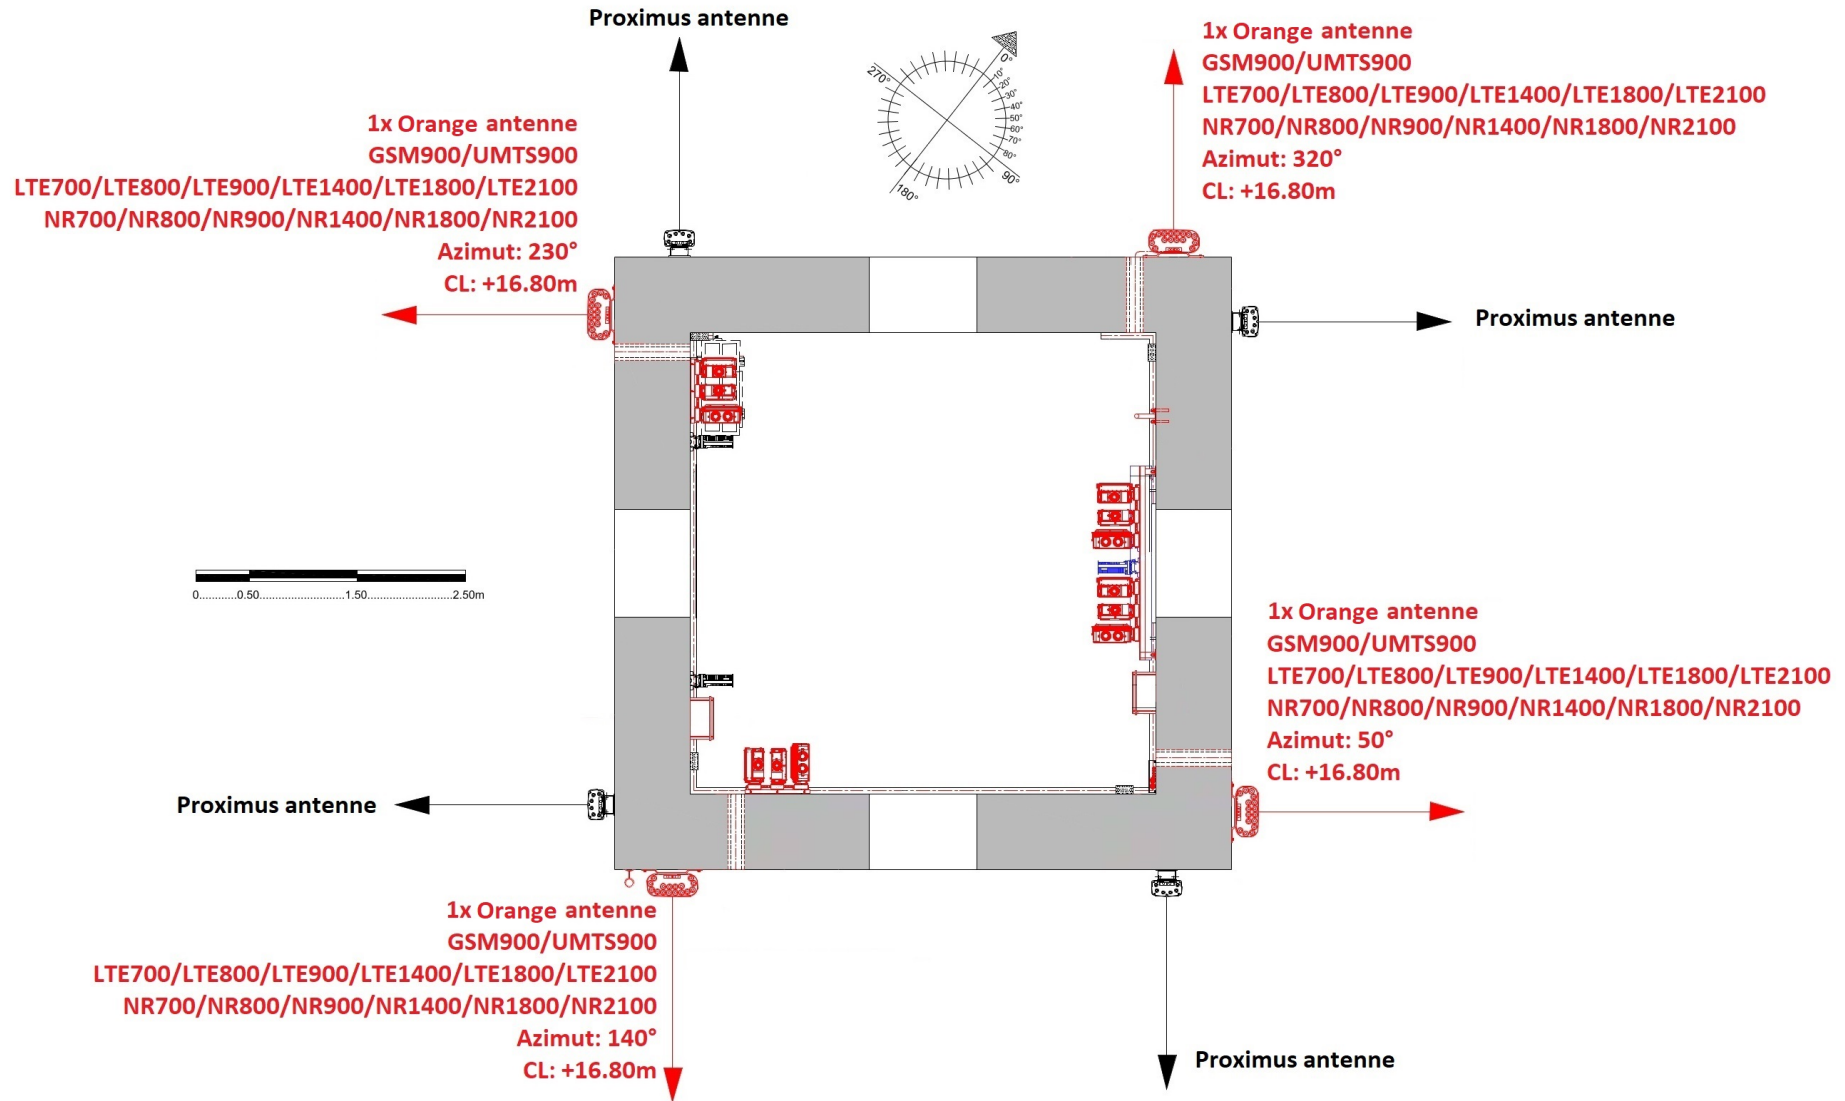 Proximus antenne
1x Orange antenne
GSM900/UMTS900
LTE700/LTE800/LTE900/LTE1400/LTE1800/LTE2100
NR700/NR800/NR900/NR1400/NR1800/NR2100
Azimut: 320°
CL: +16.80m
0°
10°
20°
30°
40°
50°
60°
70°
80°
90°
180°
270°
1x Orange antenne
GSM900/UMTS900
LTE700/LTE800/LTE900/LTE1400/LTE1800/LTE2100
NR700/NR800/NR900/NR1400/NR1800/NR2100
Azimut: 230°
CL: +16.80m
Proximus antenne
0............0.50........................1.50.......................2.50m
1x Orange antenne
GSM900/UMTS900
LTE700/LTE800/LTE900/LTE1400/LTE1800/LTE2100
NR700/NR800/NR900/NR1400/NR1800/NR2100
Azimut: 50°
CL: +16.80m
Proximus antenne
1x Orange antenne
GSM900/UMTS900
LTE700/LTE800/LTE900/LTE1400/LTE1800/LTE2100
NR700/NR800/NR900/NR1400/NR1800/NR2100
Azimut: 140°
CL: +16.80m
Proximus antenne